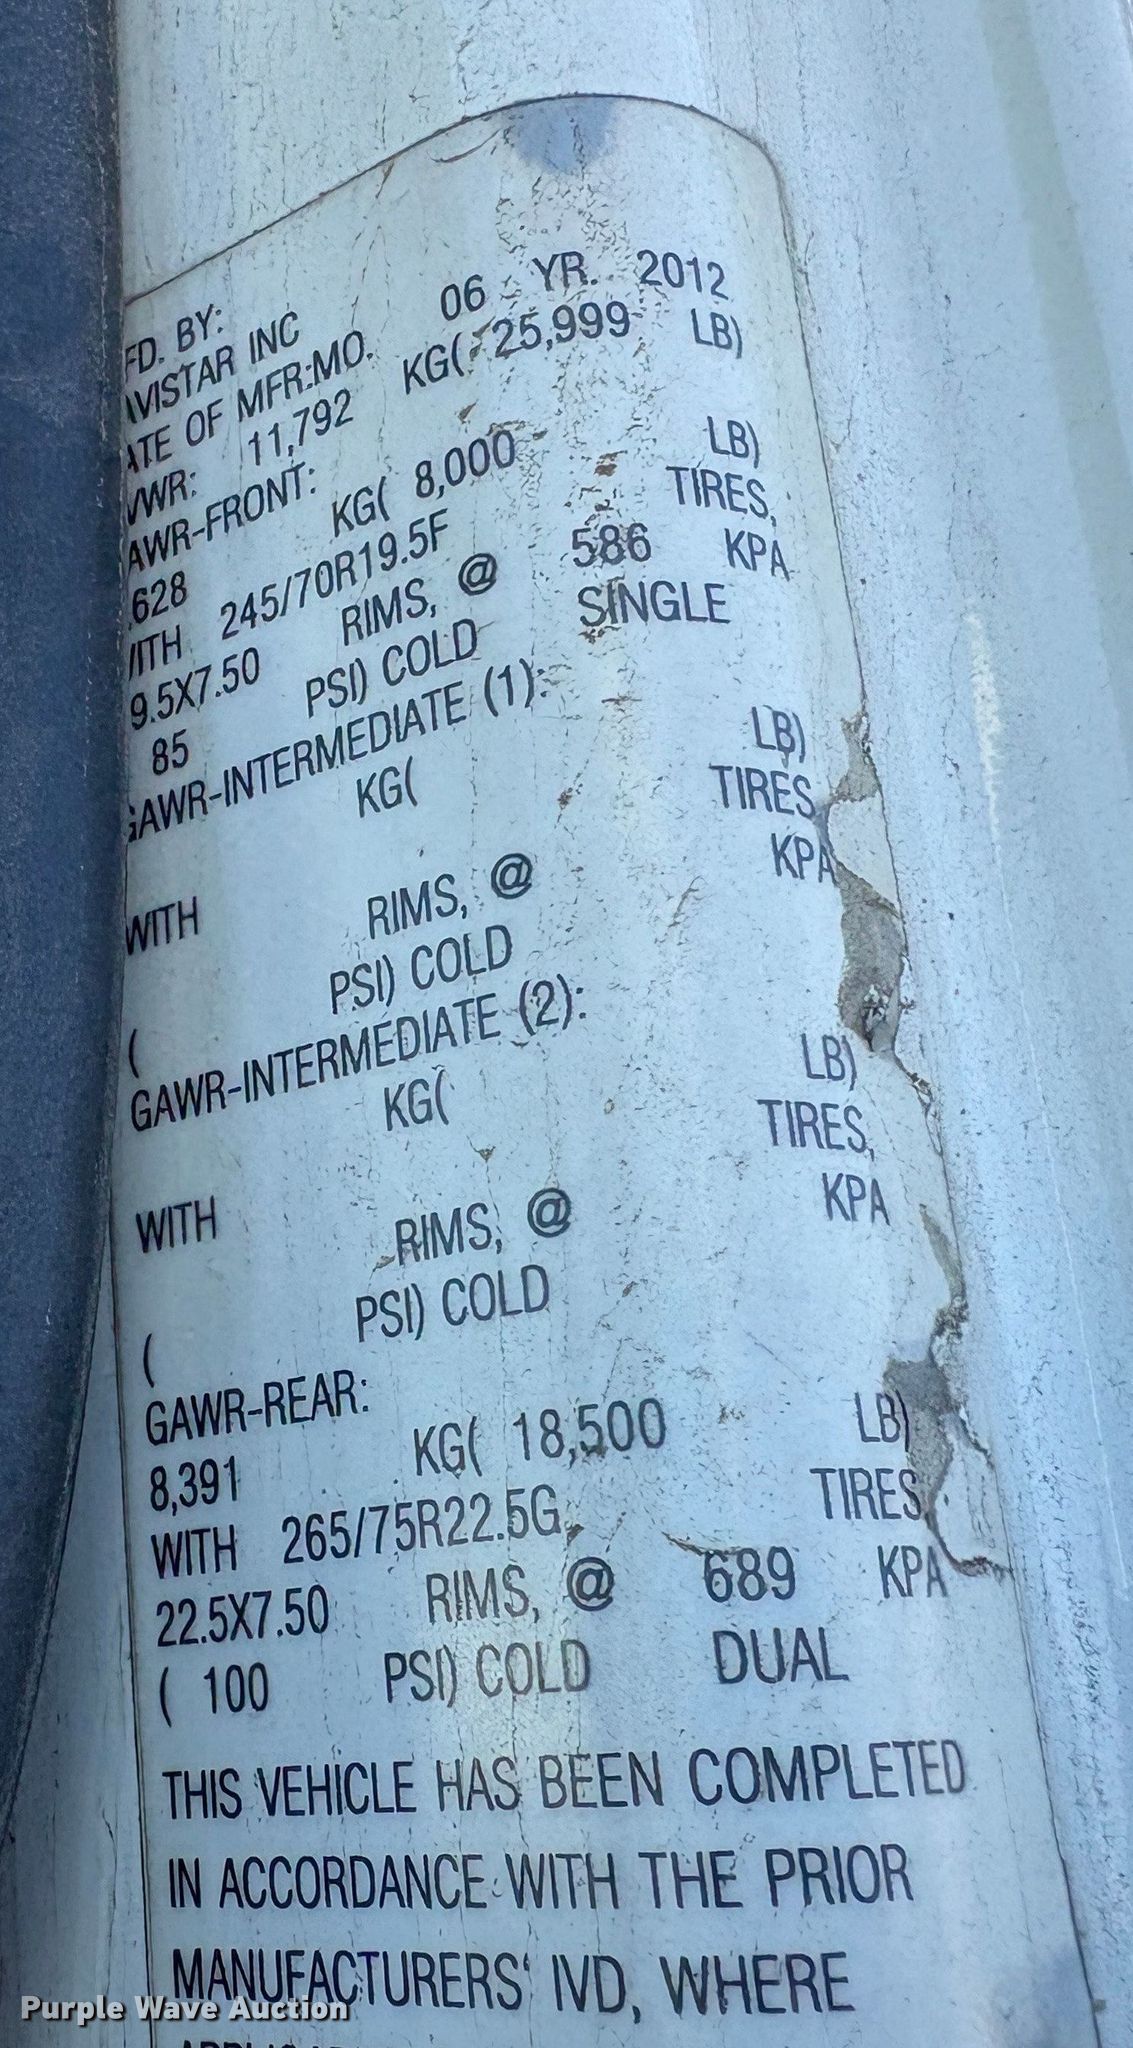 FD. BY:
AVISTAR INC
ATE OF MFR:MO. 06 YR. 2012
VWR: 11,792 KG( 25,999 LB)
AWR-FRONT:
628 KG( 8,000 LB)
ITH 245/70R19.5F TIRES,
9.5X7.50 RIMS, @ 586 KPA
85 PSI) COLD SINGLE
GAWR-INTERMEDIATE (1):
KG( LB)
TIRES
WITH RIMS, @ KPA
( PSI) COLD
GAWR-INTERMEDIATE (2):
KG( LB)
TIRES,
WITH RIMS, @ KPA
( PSI) COLD
GAWR-REAR:
8,391 KG( 18,500 LB)
WITH 265/75R22.5G TIRES,
22.5X7.50 RIMS, @ 689 KPA
( 100 PSI) COLD DUAL
THIS VEHICLE HAS BEEN COMPLETED
IN ACCORDANCE WITH THE PRIOR
MANUFACTURERS' IVD, WHERE
Purple Wave Auction